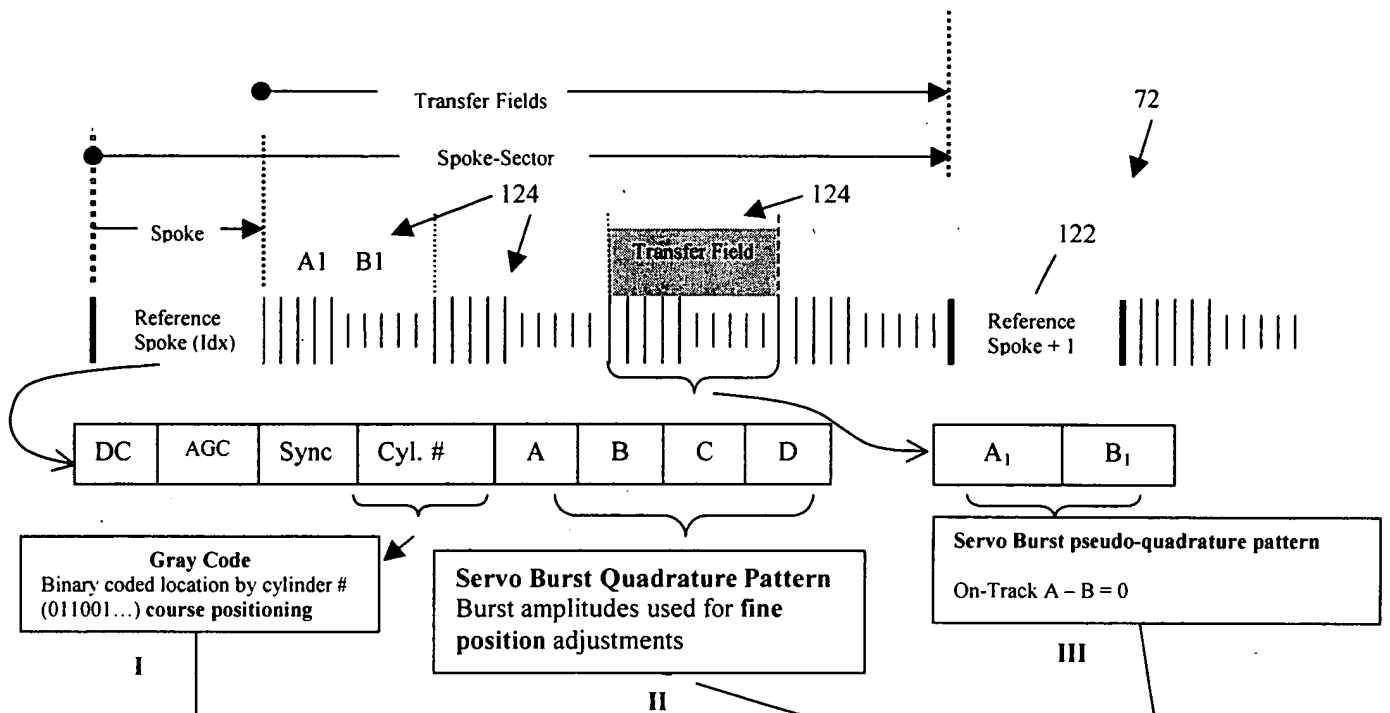 Transfer Fields
72
Spoke-Sector
124
124
Spoke
122
A1 B1
Transfer Field
Reference
Spoke (Idx)
Reference
Spoke + 1
DC AGC Sync Cyl. # A B C D
A₁ B₁
Gray Code
Binary coded location by cylinder #
(011001...) course positioning
I
Servo Burst Quadrature Pattern
Burst amplitudes used for fine
position adjustments
II
Servo Burst pseudo-quadrature pattern
On-Track A – B = 0
III